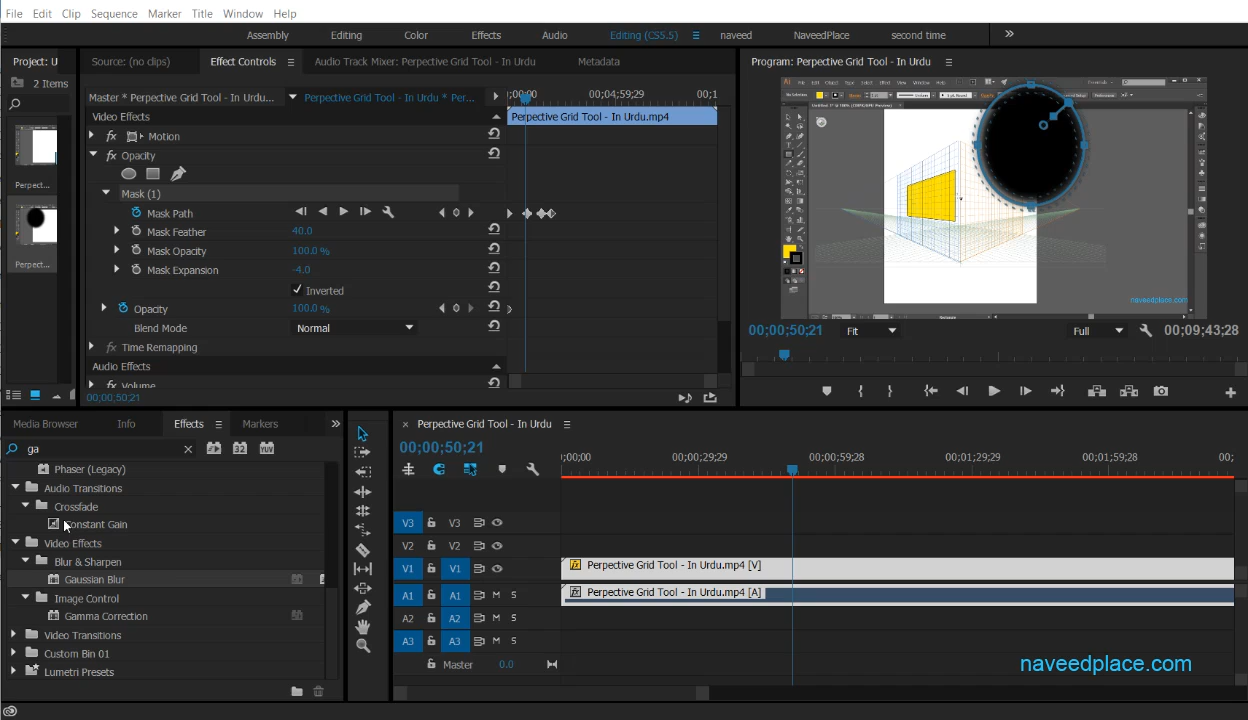 File Edit Clip Sequence Marker Title Window Help
Assembly Editing Color Effects Audio Editing (CS5.5) naveed NaveedPlace second time
Project: U
2 Items
Perpect...
Perpect...
Source: (no clips) Effect Controls Audio Track Mixer: Perpective Grid Tool - In Urdu Metadata
Master * Perpective Grid Tool - In Urdu... Perpective Grid Tool - In Urdu * Per...
;00;00 00;04;59;29 00;1
Video Effects
Perpective Grid Tool - In Urdu.mp4
fx Motion
fx Opacity
Mask (1)
Mask Path
Mask Feather 40.0
Mask Opacity 100.0 %
Mask Expansion -4.0
Inverted
Opacity 100.0 %
Blend Mode Normal
fx Time Remapping
Audio Effects
fx Volume
00;00;50;21
Program: Perpective Grid Tool - In Urdu
naveedplace.com
00;00;50;21 Fit Full 00;09;43;28
Media Browser Info Effects Markers
ga
32 YUV
Phaser (Legacy)
Audio Transitions
Crossfade
Constant Gain
Video Effects
Blur & Sharpen
Gaussian Blur
Image Control
Gamma Correction
Video Transitions
Custom Bin 01
Lumetri Presets
× Perpective Grid Tool - In Urdu
00;00;50;21
;00;00 00;00;29;29 00;00;59;28 00;01;29;29 00;01;59;28 00;
V3 V3
V2 V2
V1 V1 fx Perpective Grid Tool - In Urdu.mp4 [V]
A1 A1 M S fx Perpective Grid Tool - In Urdu.mp4 [A]
A2 A2 M S
A3 A3 M S
Master 0.0
naveedplace.com